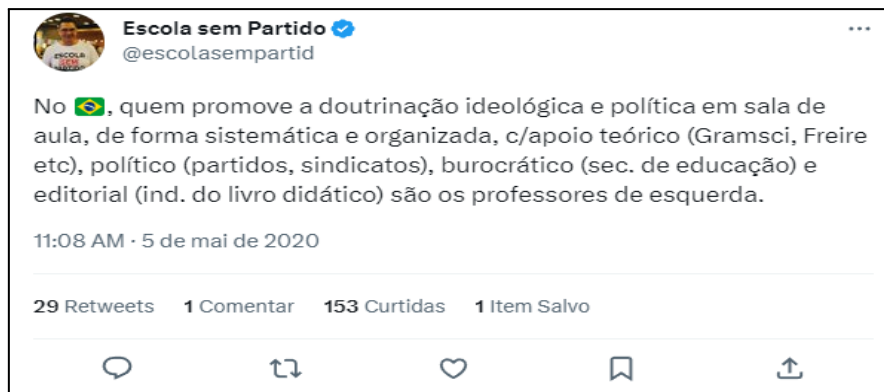 Escola sem Partido
@escolasempartid
ESCOLA
SEM
PARTIDO
No 🇧🇷, quem promove a doutrinação ideológica e política em sala de
aula, de forma sistemática e organizada, c/apoio teórico (Gramsci, Freire
etc), político (partidos, sindicatos), burocrático (sec. de educação) e
editorial (ind. do livro didático) são os professores de esquerda.
11:08 AM · 5 de mai de 2020
29 Retweets 1 Comentar 153 Curtidas 1 Item Salvo